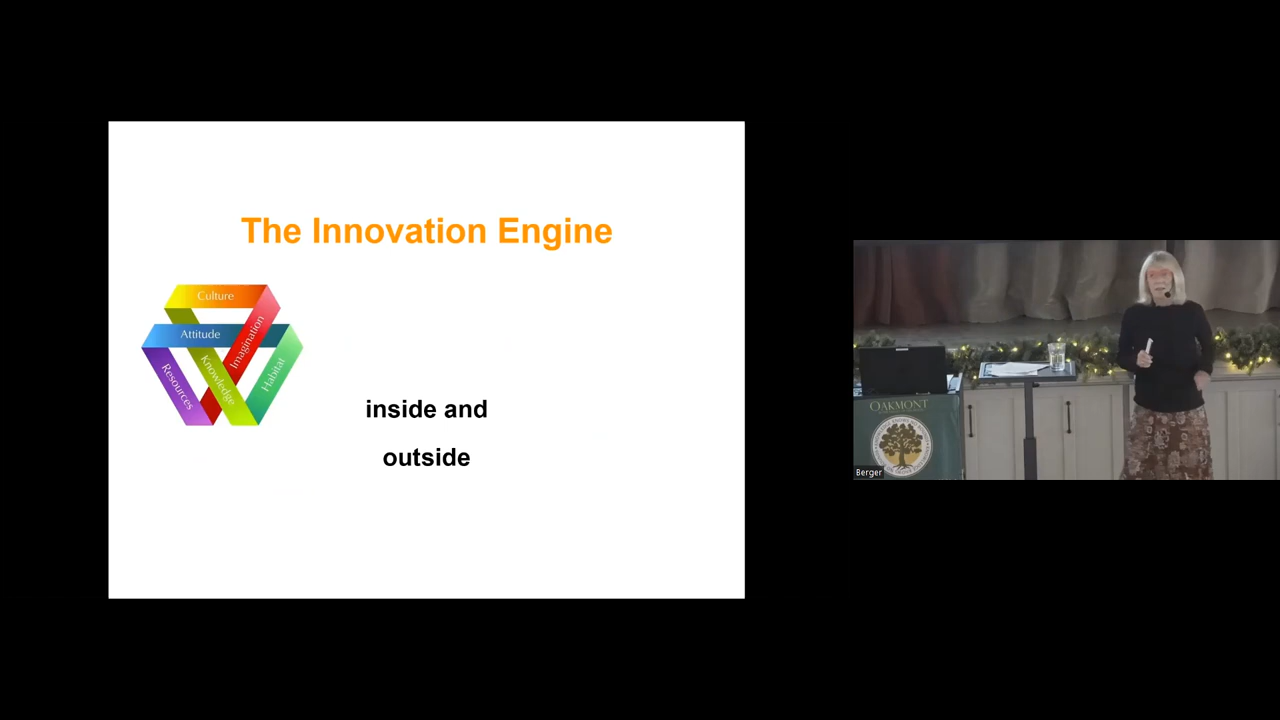 The Innovation Engine
Culture
Attitude
Imagination
Resources
Knowledge
Habitat
inside and
outside
OAKMONT
Berger